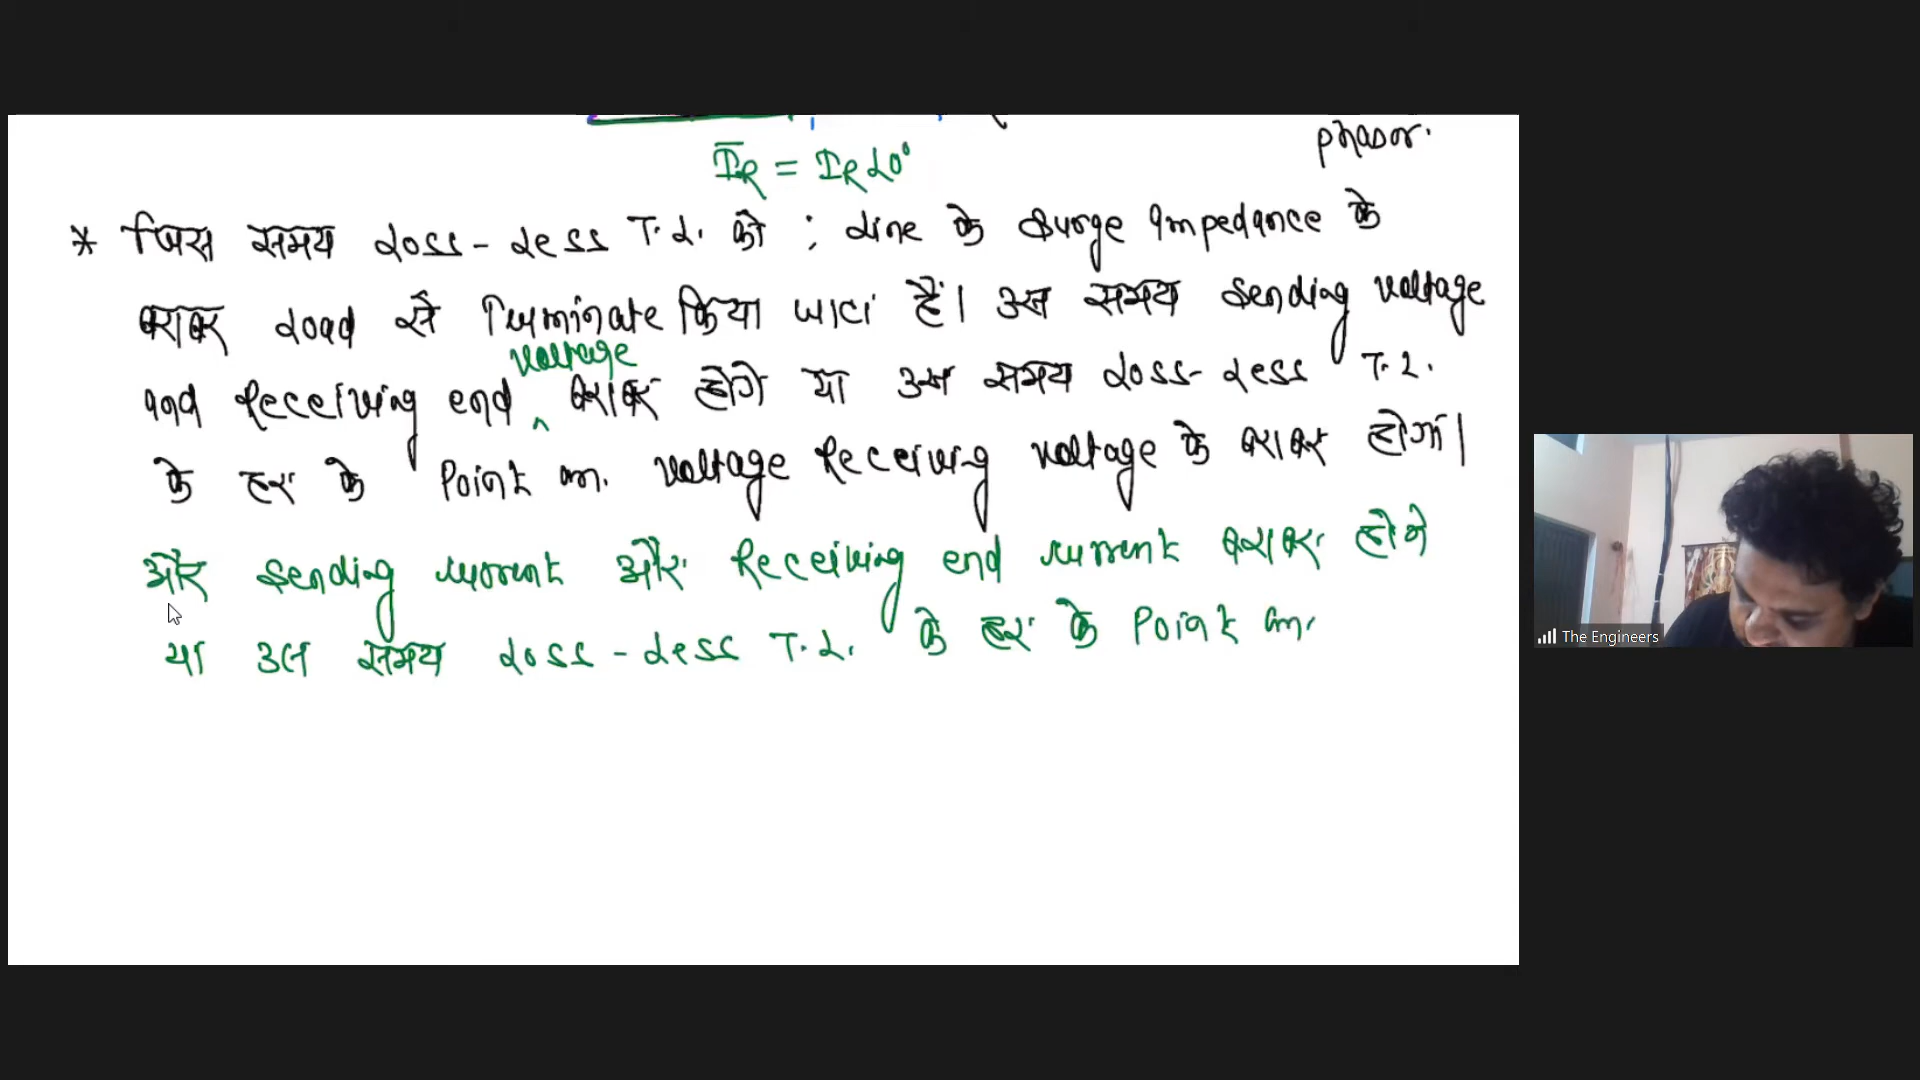 phasor.
I̅R = IR∠0°
* जिस समय Loss-Less T.L. को ; Line के Surge Impedance के
बराबर Load से Terminate किया जाता हैं। उस समय Sending Voltage
and Receiving end ^ Voltage बराबर होगे या उस समय Loss-Less T.L.
के हर के Point का Voltage Receiving Voltage के बराबर होगा।
और Sending current और Receiving end current बराबर होगे
या उस समय Loss-Less T.L. के हर के Point का
The Engineers